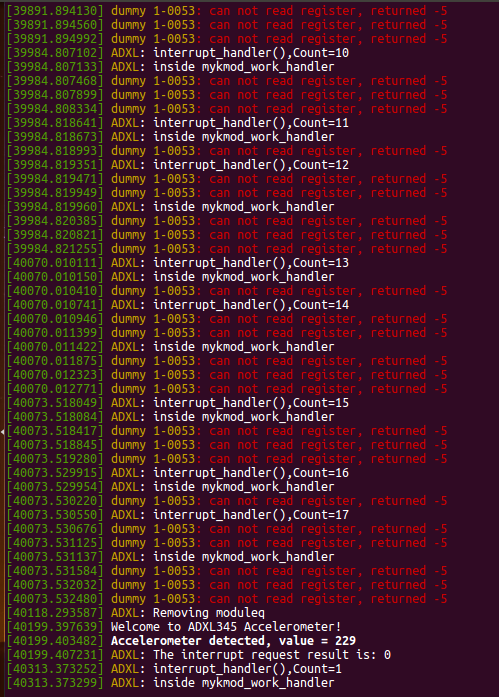 [39891.894130] dummy 1-0053: can not read register, returned -5
[39891.894560] dummy 1-0053: can not read register, returned -5
[39891.894992] dummy 1-0053: can not read register, returned -5
[39984.807102] ADXL: interrupt_handler(),Count=10
[39984.807133] ADXL: inside mykmod_work_handler
[39984.807468] dummy 1-0053: can not read register, returned -5
[39984.807899] dummy 1-0053: can not read register, returned -5
[39984.808334] dummy 1-0053: can not read register, returned -5
[39984.818641] ADXL: interrupt_handler(),Count=11
[39984.818673] ADXL: inside mykmod_work_handler
[39984.818993] dummy 1-0053: can not read register, returned -5
[39984.819351] ADXL: interrupt_handler(),Count=12
[39984.819471] dummy 1-0053: can not read register, returned -5
[39984.819949] dummy 1-0053: can not read register, returned -5
[39984.819960] ADXL: inside mykmod_work_handler
[39984.820385] dummy 1-0053: can not read register, returned -5
[39984.820821] dummy 1-0053: can not read register, returned -5
[39984.821255] dummy 1-0053: can not read register, returned -5
[40070.010111] ADXL: interrupt_handler(),Count=13
[40070.010150] ADXL: inside mykmod_work_handler
[40070.010410] dummy 1-0053: can not read register, returned -5
[40070.010741] ADXL: interrupt_handler(),Count=14
[40070.010946] dummy 1-0053: can not read register, returned -5
[40070.011399] dummy 1-0053: can not read register, returned -5
[40070.011422] ADXL: inside mykmod_work_handler
[40070.011875] dummy 1-0053: can not read register, returned -5
[40070.012323] dummy 1-0053: can not read register, returned -5
[40070.012771] dummy 1-0053: can not read register, returned -5
[40073.518049] ADXL: interrupt_handler(),Count=15
[40073.518084] ADXL: inside mykmod_work_handler
[40073.518417] dummy 1-0053: can not read register, returned -5
[40073.518845] dummy 1-0053: can not read register, returned -5
[40073.519280] dummy 1-0053: can not read register, returned -5
[40073.529915] ADXL: interrupt_handler(),Count=16
[40073.529954] ADXL: inside mykmod_work_handler
[40073.530220] dummy 1-0053: can not read register, returned -5
[40073.530550] ADXL: interrupt_handler(),Count=17
[40073.530676] dummy 1-0053: can not read register, returned -5
[40073.531125] dummy 1-0053: can not read register, returned -5
[40073.531137] ADXL: inside mykmod_work_handler
[40073.531584] dummy 1-0053: can not read register, returned -5
[40073.532032] dummy 1-0053: can not read register, returned -5
[40073.532480] dummy 1-0053: can not read register, returned -5
[40118.293587] ADXL: Removing moduleq
[40199.397639] Welcome to ADXL345 Accelerometer!
[40199.403482] Accelerometer detected, value = 229
[40199.407231] ADXL: The interrupt request result is: 0
[40313.373252] ADXL: interrupt_handler(),Count=1
[40313.373299] ADXL: inside mykmod_work_handler